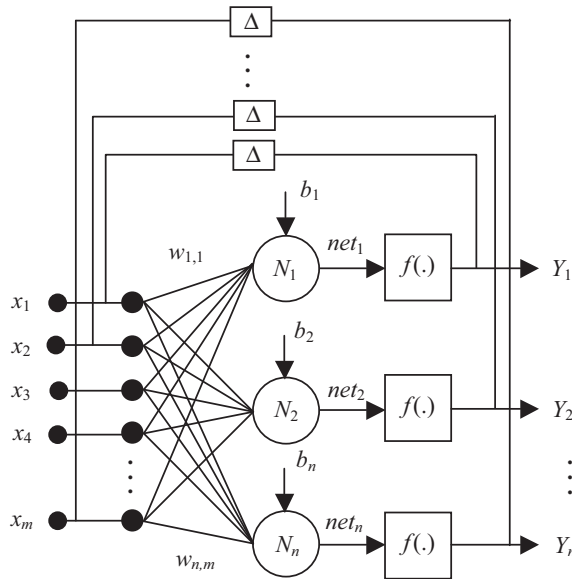 Δ
⋮
Δ
Δ
b₁
w₁,₁
N₁
net₁
f(.)
Y₁
x₁
x₂
b₂
x₃
N₂
net₂
f(.)
Y₂
x₄
bₙ
⋮
⋮
xₘ
Nₙ
netₙ
f(.)
Yₙ
wₙ,ₘ